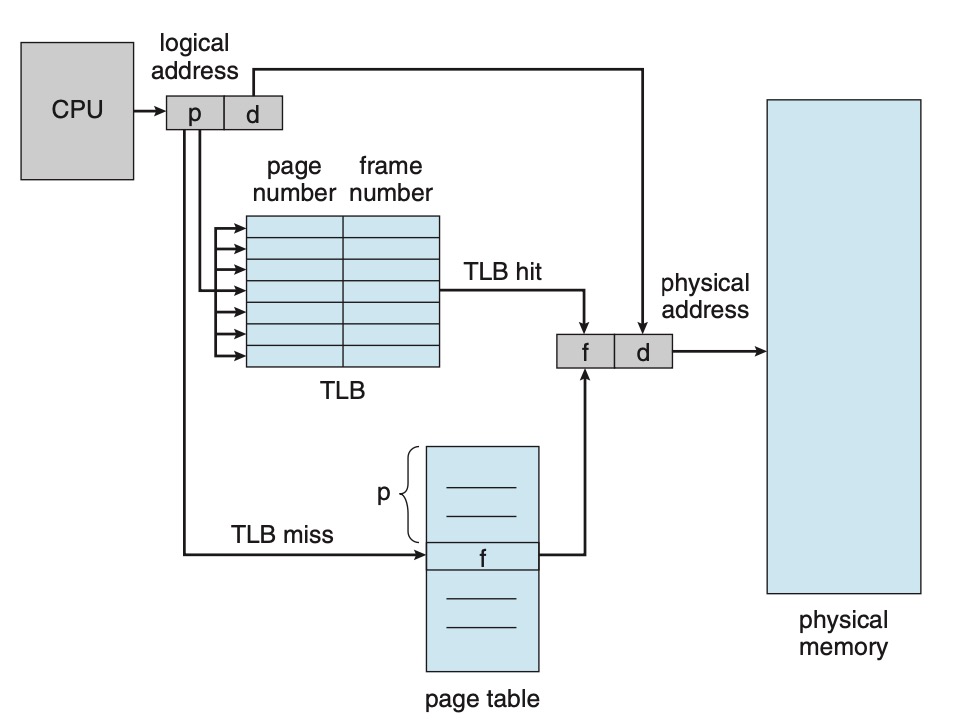 logical
address
CPU
p
d
page
number
frame
number
TLB hit
TLB
physical
address
f
d
p
TLB miss
f
page table
physical
memory